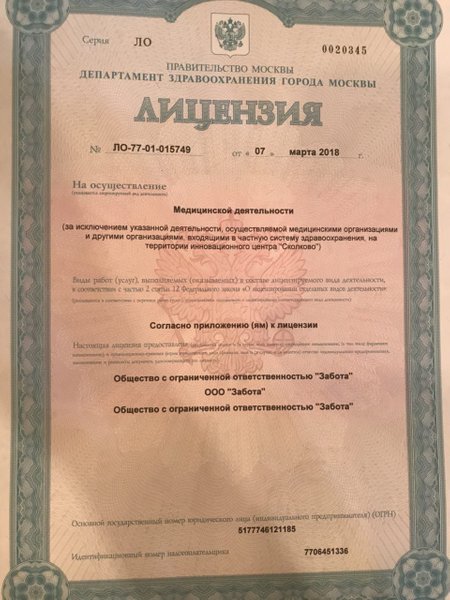 Серия ЛО 0020345
ПРАВИТЕЛЬСТВО МОСКВЫ
ДЕПАРТАМЕНТ ЗДРАВООХРАНЕНИЯ ГОРОДА МОСКВЫ
ЛИЦЕНЗИЯ
№ ЛО-77-01-015749 от «07» марта 2018 г.
На осуществление
(указывается лицензируемый вид деятельности)
Медицинской деятельности
(за исключением указанной деятельности, осуществляемой медицинскими организациями
и другими организациями, входящими в частную систему здравоохранения, на
территории инновационного центра "Сколково")
Виды работ (услуг), выполняемых (оказываемых) в составе лицензируемого вида деятельности,
в соответствии с частью 2 статьи 12 Федерального закона «О лицензировании отдельных видов деятельности»
Согласно приложению (ям) к лицензии
Настоящая лицензия предоставлена
Общество с ограниченной ответственностью "Забота"
ООО "Забота"
Общество с ограниченной ответственностью "Забота"
Основной государственный номер юридического лица (индивидуального предпринимателя) (ОГРН)
5177746121185
Идентификационный номер налогоплательщика 7706451336